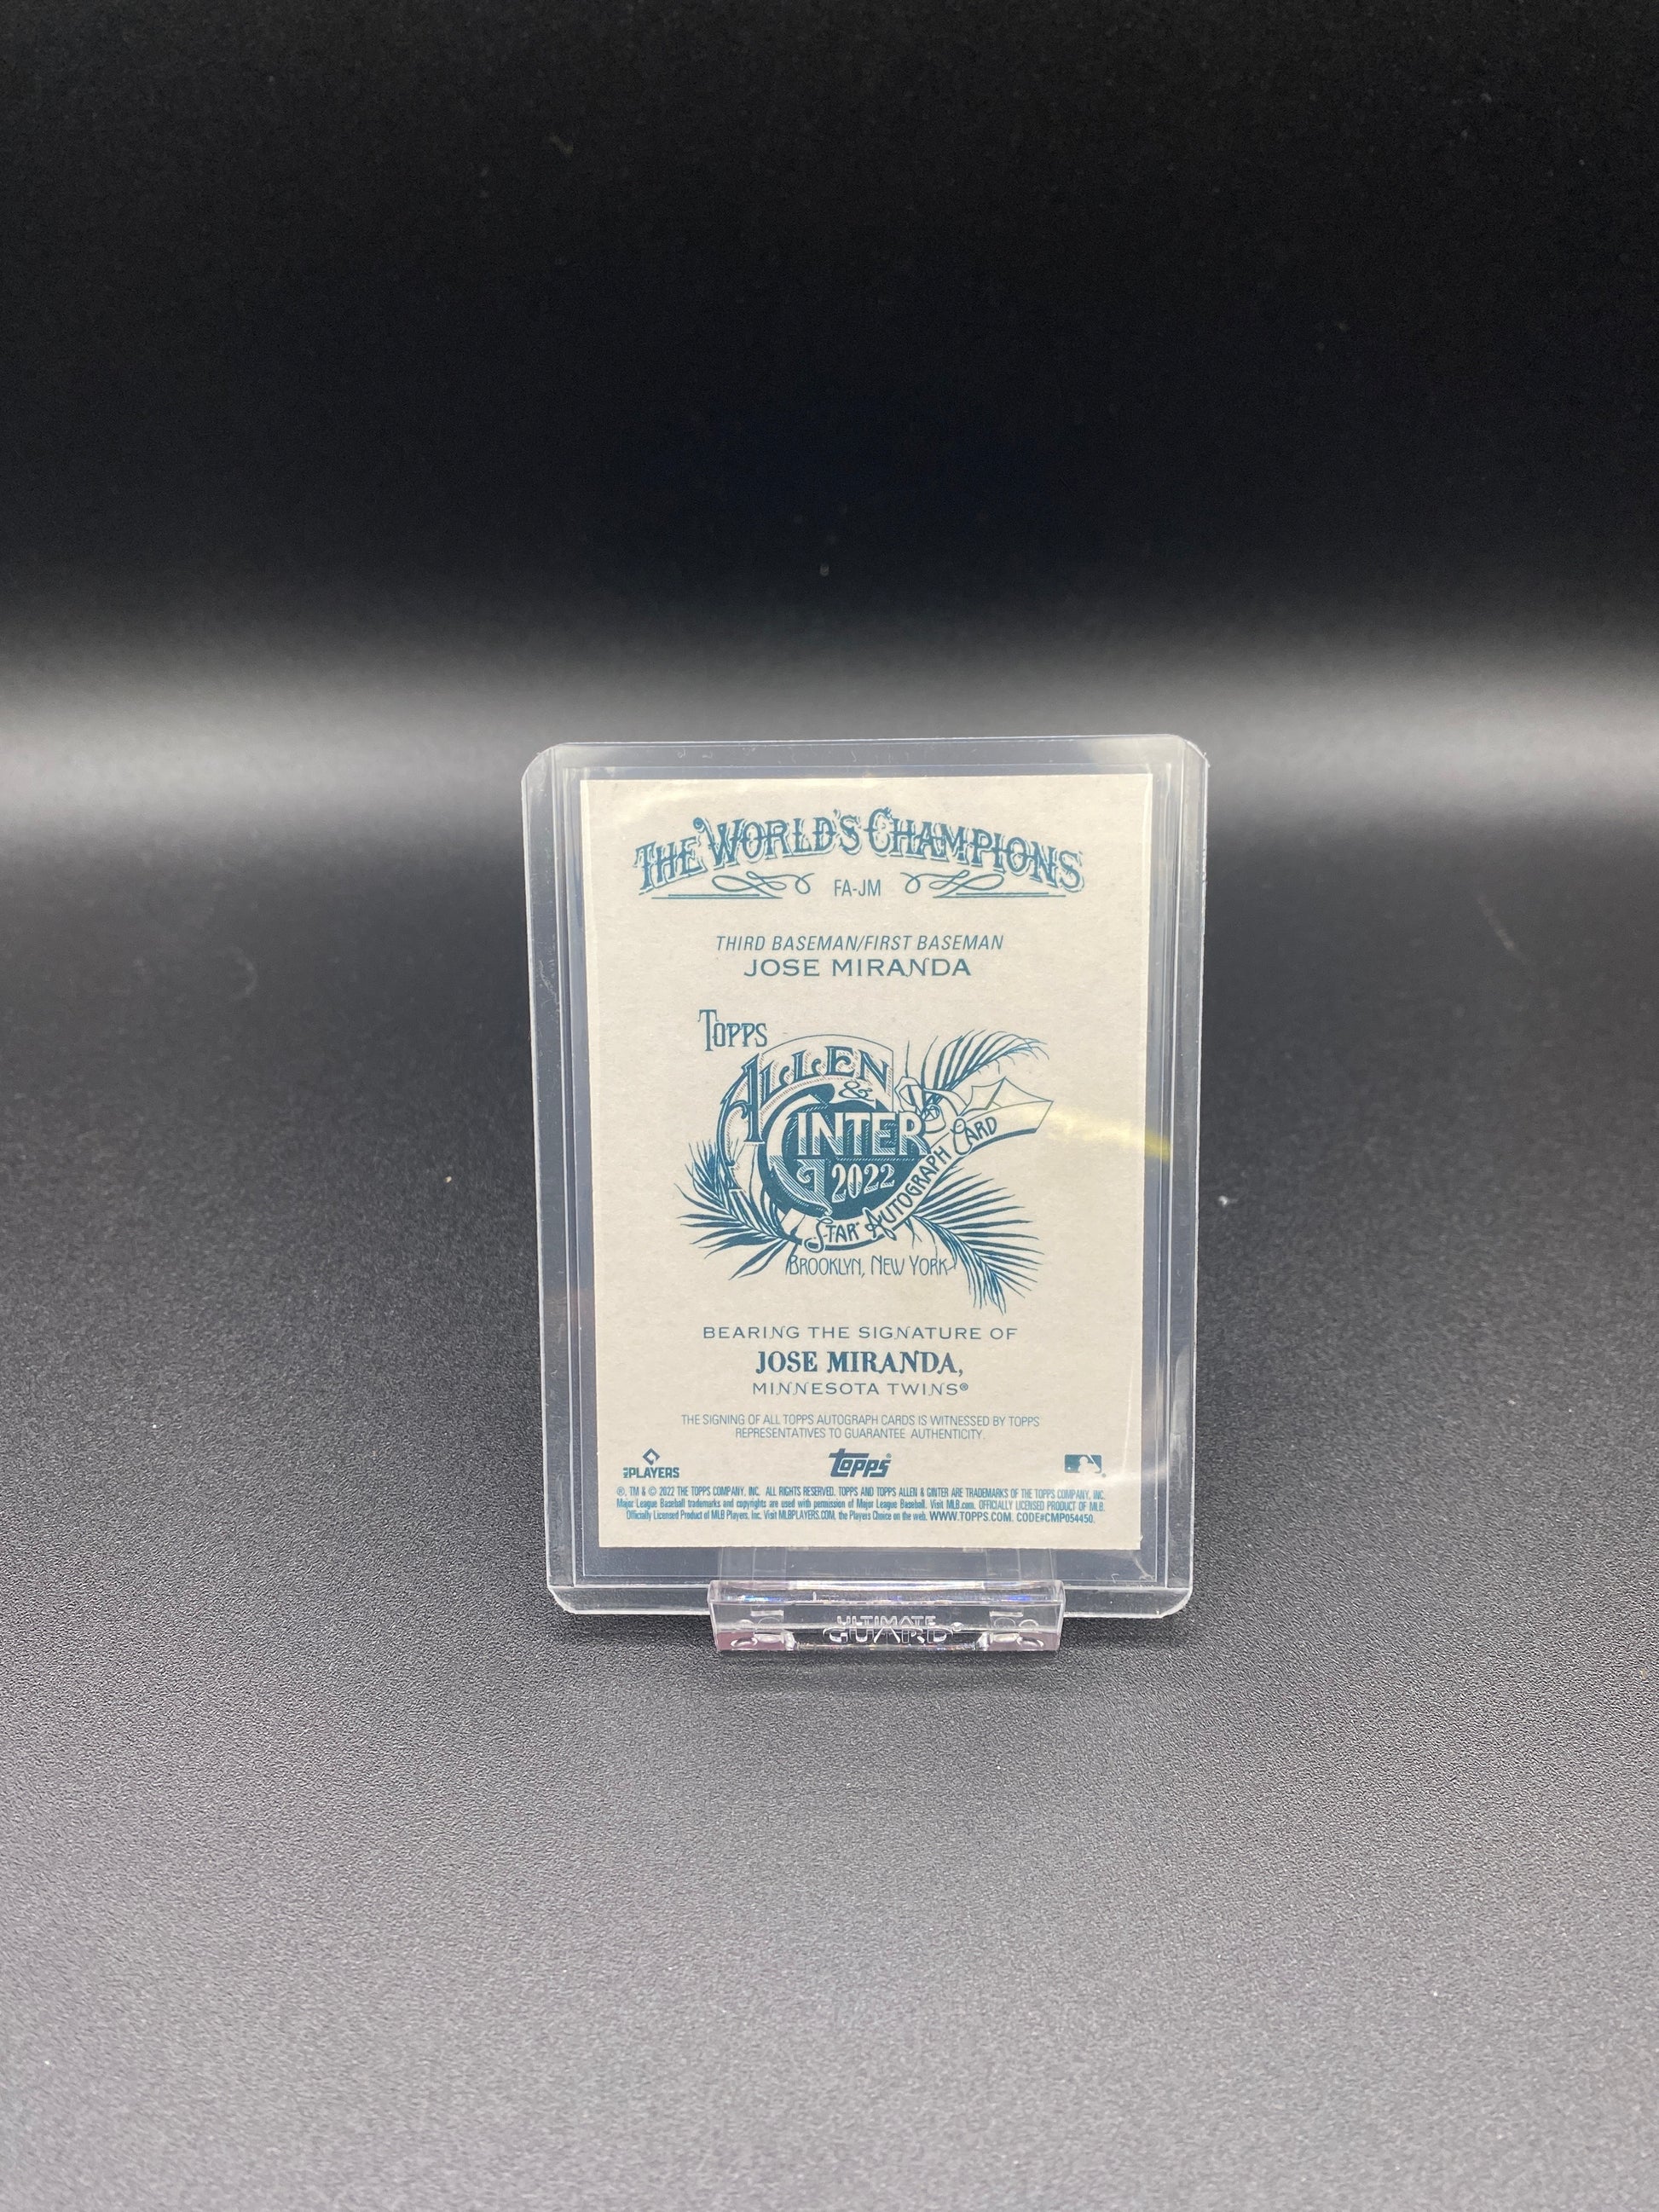 THE WORLD'S CHAMPIONS
FA-JM
THIRD BASEMAN/FIRST BASEMAN
JOSE MIRANDA
TOPPS
ALLEN
&
GINTER
2022
STAR AUTOGRAPH CARD
BROOKLYN, NEW YORK
BEARING THE SIGNATURE OF
JOSE MIRANDA,
MINNESOTA TWINS®
THE SIGNING OF ALL TOPPS AUTOGRAPH CARDS IS WITNESSED BY TOPPS
REPRESENTATIVES TO GUARANTEE AUTHENTICITY.
MLB PLAYERS topps®
®, TM & © 2022 THE TOPPS COMPANY, INC. ALL RIGHTS RESERVED. TOPPS AND TOPPS ALLEN & GINTER ARE TRADEMARKS OF THE TOPPS COMPANY, INC.
Major League Baseball trademarks and copyrights are used with permission of Major League Baseball. Visit MLB.com. OFFICIALLY LICENSED PRODUCT OF MLB
Officially Licensed Product of MLB Players, Inc. Visit MLBPLAYERS.COM, the Players Choice on the web. WWW.TOPPS.COM. CODE#CMP054450.
ULTIMATE
GUARD®